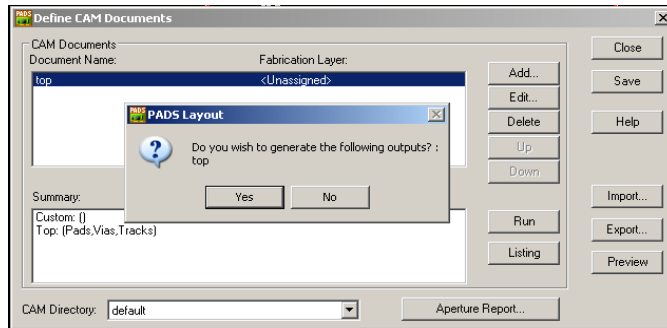 Define CAM Documents
CAM Documents
Document Name: Fabrication Layer:
top <Unassigned>
Add...
Edit...
Delete
Up
Down
Close
Save
Help
PADS Layout
Do you wish to generate the following outputs? :
top
Yes No
Summary:
Custom: ()
Top: (Pads,Vias,Tracks)
Run
Listing
Import...
Export...
Preview
CAM Directory: default
Aperture Report...